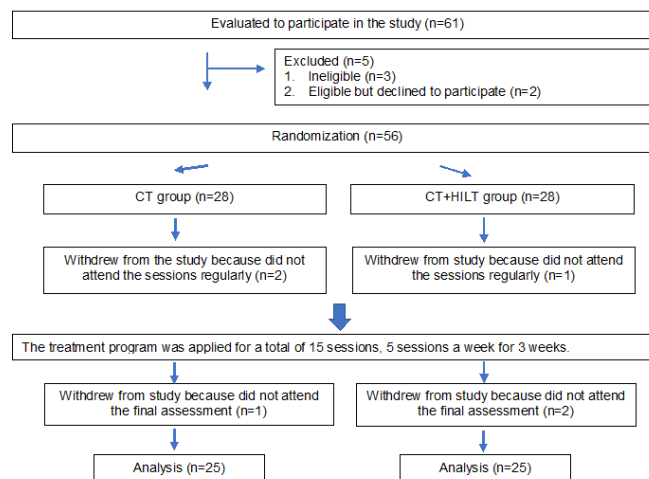 Evaluated to participate in the study (n=61)
Excluded (n=5)
1. Ineligible (n=3)
2. Eligible but declined to participate (n=2)
Randomization (n=56)
CT group (n=28)
CT+HILT group (n=28)
Withdrew from the study because did not
attend the sessions regularly (n=2)
Withdrew from study because did not attend
the sessions regularly (n=1)
The treatment program was applied for a total of 15 sessions, 5 sessions a week for 3 weeks.
Withdrew from study because did not attend
the final assessment (n=1)
Withdrew from study because did not attend
the final assessment (n=2)
Analysis (n=25)
Analysis (n=25)